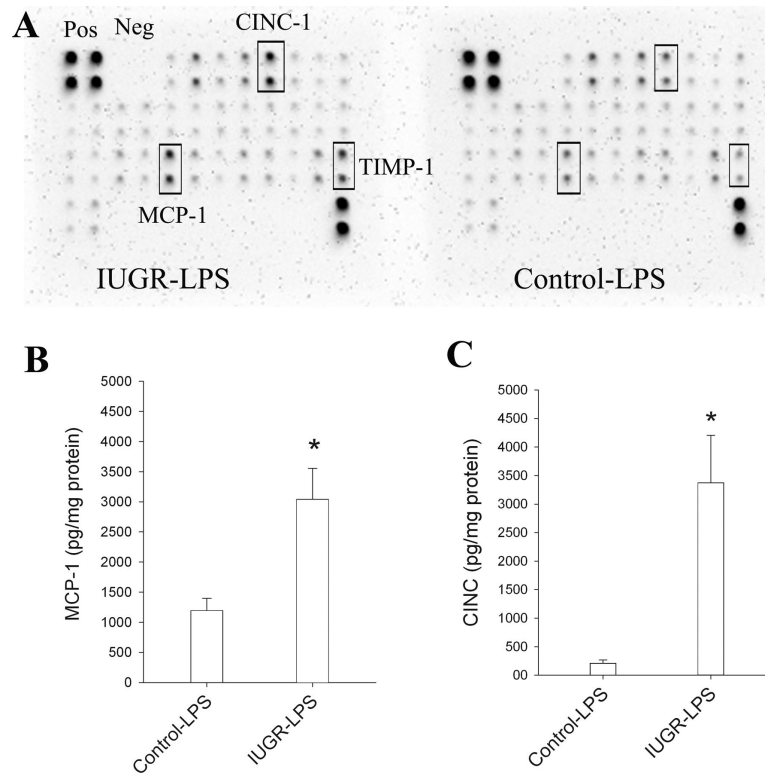 A
Pos Neg
CINC-1
MCP-1
TIMP-1
IUGR-LPS
Control-LPS
B
MCP-1 (pg/mg protein)
5000
4500
4000
3500
3000
2500
2000
1500
1000
500
0
*
Control-LPS
IUGR-LPS
C
CINC (pg/mg protein)
5000
4500
4000
3500
3000
2500
2000
1500
1000
500
00
*
Control-LPS
IUGR-LPS